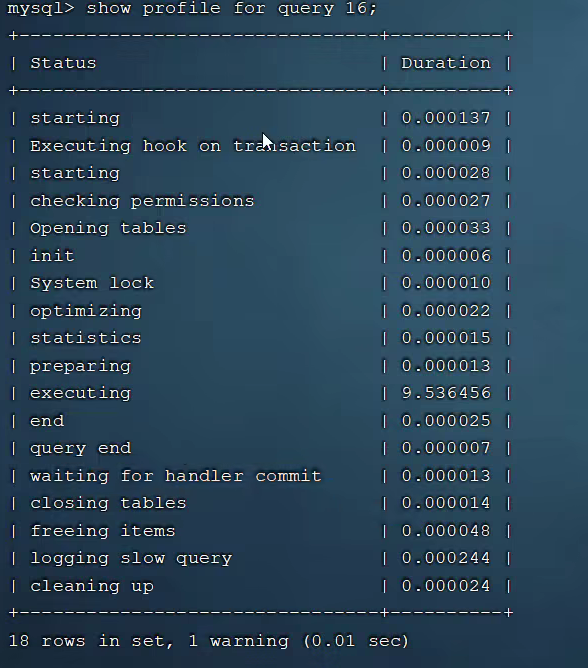 mysql> show profile for query 16;
+--------------------------------+----------+
| Status                         | Duration |
+--------------------------------+----------+
| starting                       | 0.000137 |
| Executing hook on transaction  | 0.000009 |
| starting                       | 0.000028 |
| checking permissions           | 0.000027 |
| Opening tables                 | 0.000033 |
| init                           | 0.000006 |
| System lock                    | 0.000010 |
| optimizing                     | 0.000022 |
| statistics                     | 0.000015 |
| preparing                      | 0.000013 |
| executing                      | 9.536456 |
| end                            | 0.000025 |
| query end                      | 0.000007 |
| waiting for handler commit     | 0.000013 |
| closing tables                 | 0.000014 |
| freeing items                  | 0.000048 |
| logging slow query             | 0.000244 |
| cleaning up                    | 0.000024 |
+--------------------------------+----------+
18 rows in set, 1 warning (0.01 sec)